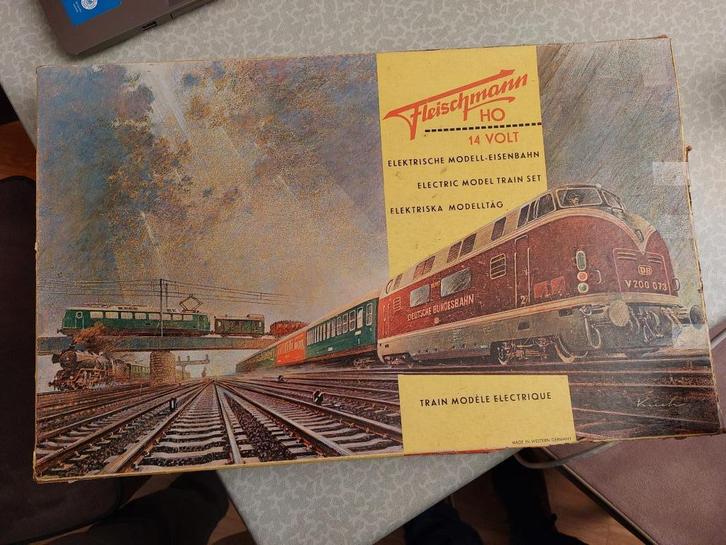 Fleischmann
HO
14 VOLT
ELEKTRISCHE MODELL-EISENBAHN
ELECTRIC MODEL TRAIN SET
ELEKTRISKA MODELLTÅG
DB
V 200 073
DEUTSCHE BUNDESBAHN
2
TRAIN MODÈLE ELECTRIQUE
MADE IN WESTERN GERMANY